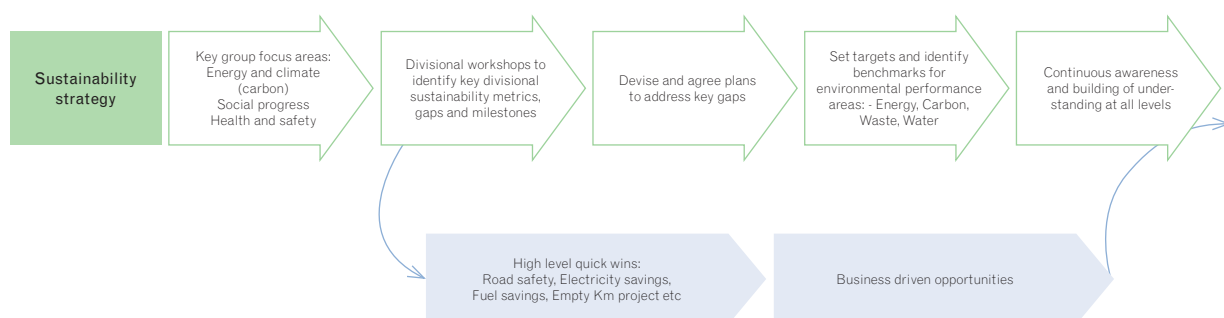 Sustainability
strategy
Key group focus areas:
Energy and climate
(carbon)
Social progress
Health and safety
Divisional workshops to
identify key divisional
sustainability metrics,
gaps and milestones
Devise and agree plans
to address key gaps
Set targets and identify
benchmarks for
environmental performance
areas: - Energy, Carbon,
Waste, Water
Continuous awareness
and building of under-
standing at all levels
High level quick wins:
Road safety, Electricity savings,
Fuel savings, Empty Km project etc
Business driven opportunities